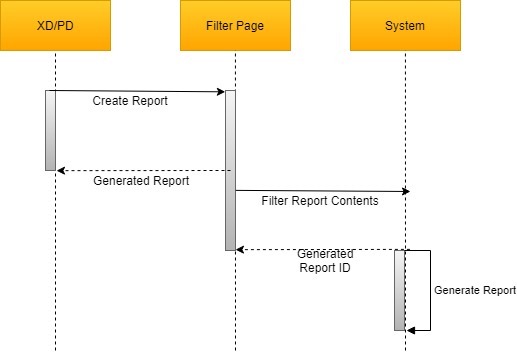 XD/PD
Filter Page
System
Create Report
Generated Report
Filter Report Contents
Generated
Report ID
Generate Report